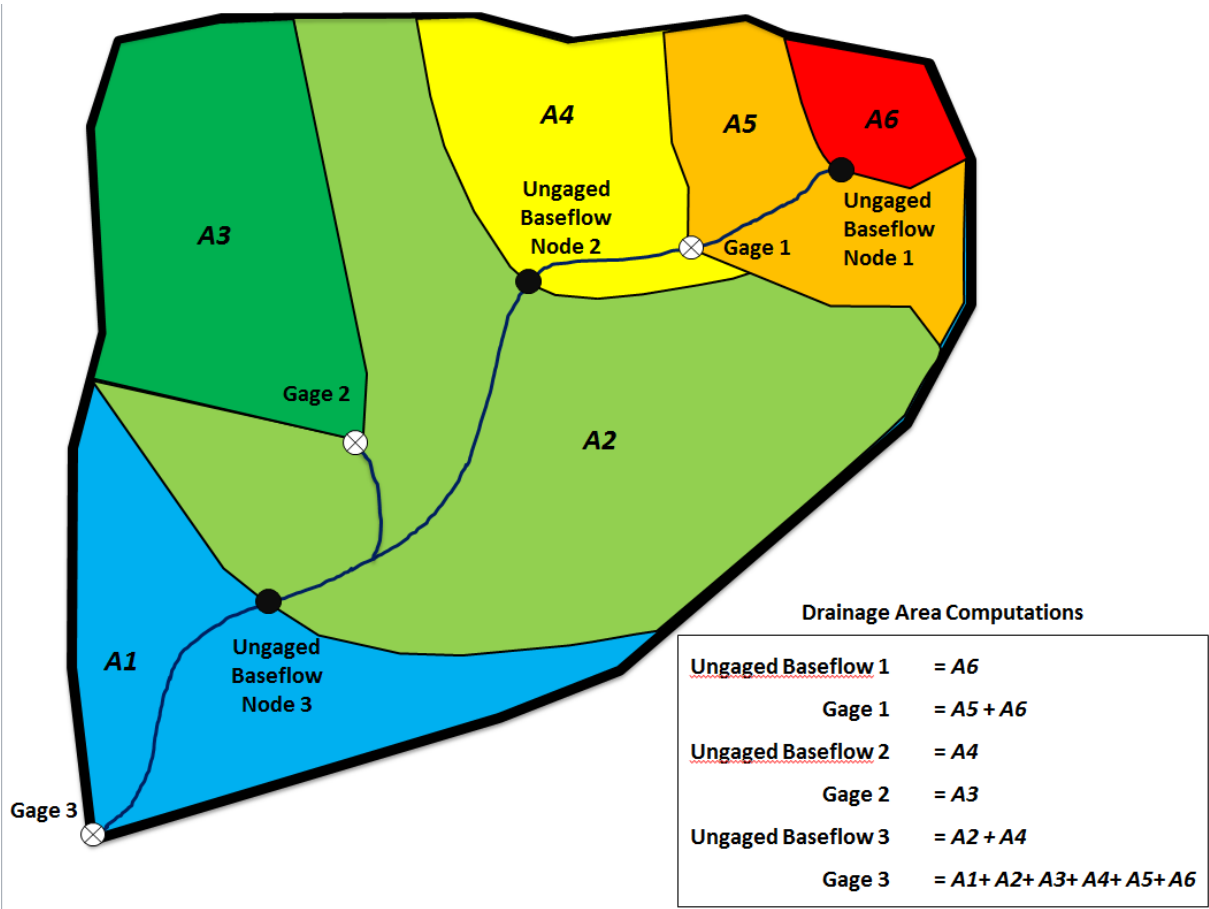 A4
A5
A6
Ungaged
Baseflow
Node 2
Ungaged
Baseflow
Node 1
A3
Gage 1
Gage 2
A2
A1
Ungaged
Baseflow
Node 3
Gage 3
Drainage Area Computations
Ungaged Baseflow 1 = A6
Gage 1 = A5 + A6
Ungaged Baseflow 2 = A4
Gage 2 = A3
Ungaged Baseflow 3 = A2 + A4
Gage 3 = A1+ A2+ A3+ A4+ A5+ A6